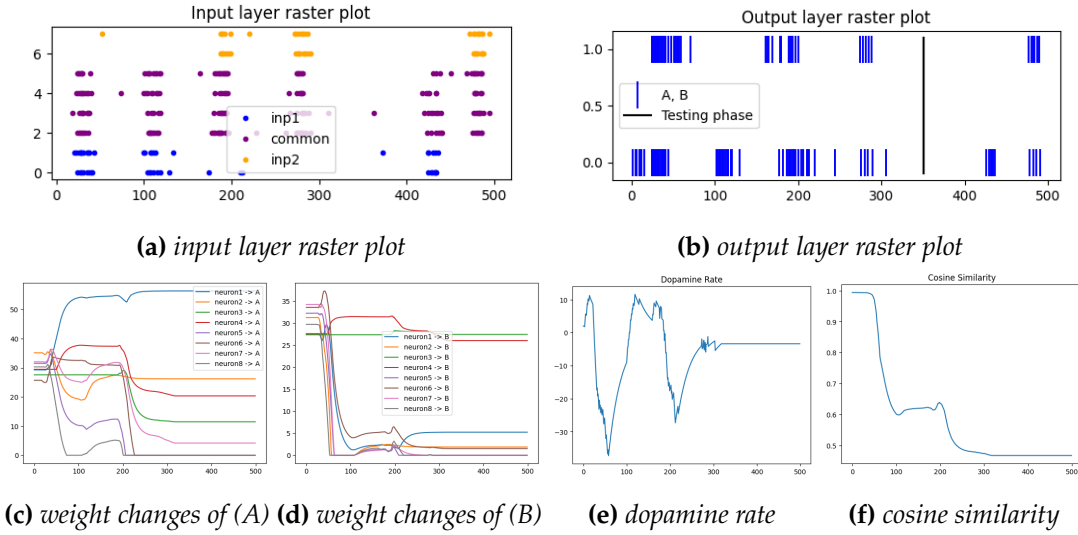 Input layer raster plot
6
4
2
0
inp1
common
inp2
0 100 200 300 400 500
(a) input layer raster plot
Output layer raster plot
1.0
0.5
0.0
A, B
Testing phase
0 100 200 300 400 500
(b) output layer raster plot
50
40
30
20
10
0
neuron1 -> A
neuron2 -> A
neuron3 -> A
neuron4 -> A
neuron5 -> A
neuron6 -> A
neuron7 -> A
neuron8 -> A
0 100 200 300 400 500
(c) weight changes of (A)
35
30
25
20
15
10
5
0
neuron1 -> B
neuron2 -> B
neuron3 -> B
neuron4 -> B
neuron5 -> B
neuron6 -> B
neuron7 -> B
neuron8 -> B
0 100 200 300 400 500
(d) weight changes of (B)
Dopamine Rate
10
0
−10
−20
−30
0 100 200 300 400 500
(e) dopamine rate
Cosine Similarity
1.0
0.9
0.8
0.7
0.6
0.5
0 100 200 300 400 500
(f) cosine similarity